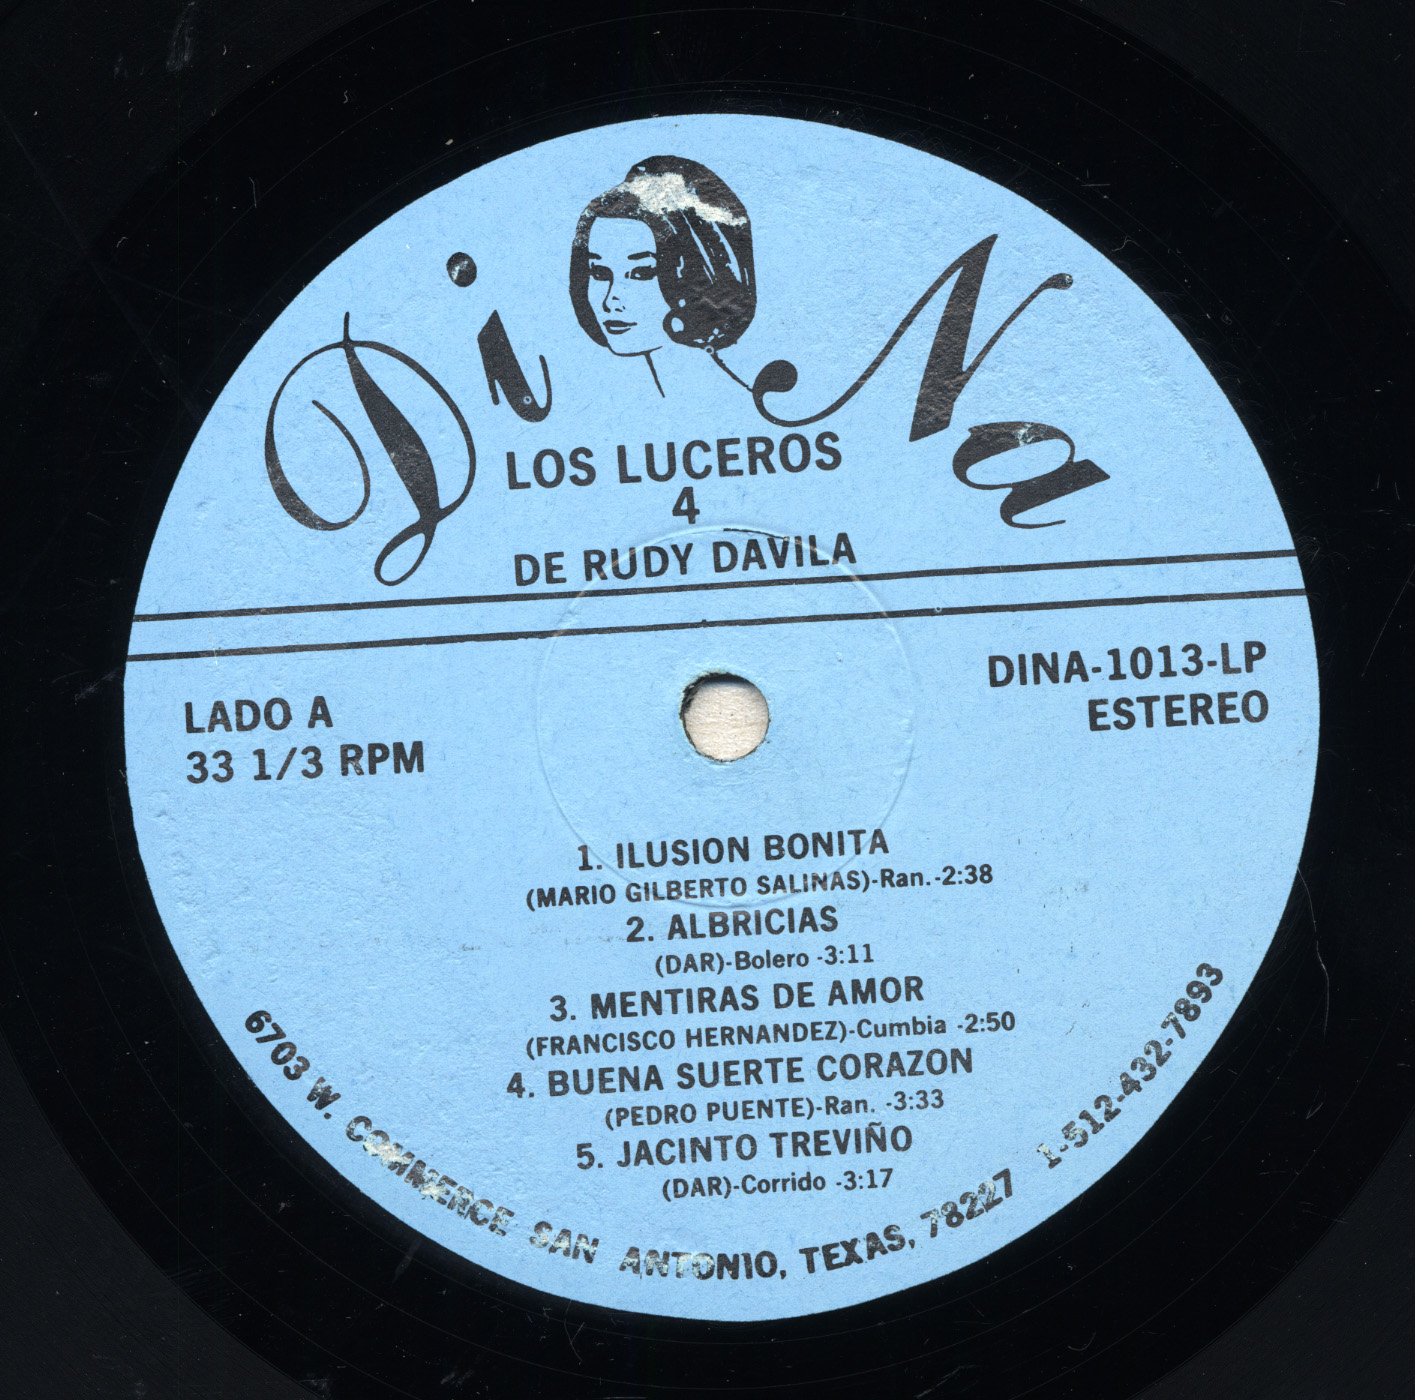 DiNa
LOS LUCEROS
4
DE RUDY DAVILA
DINA-1013-LP
ESTEREO
LADO A
33 1/3 RPM
1. ILUSION BONITA
(MARIO GILBERTO SALINAS)-Ran.-2:38
2. ALBRICIAS
(DAR)-Bolero -3:11
3. MENTIRAS DE AMOR
(FRANCISCO HERNANDEZ)-Cumbia -2:50
4. BUENA SUERTE CORAZON
(PEDRO PUENTE)-Ran. -3:33
5. JACINTO TREVIÑO
(DAR)-Corrido -3:17
6703 W. COMMERCE SAN ANTONIO, TEXAS, 78227 1-512-432-7893